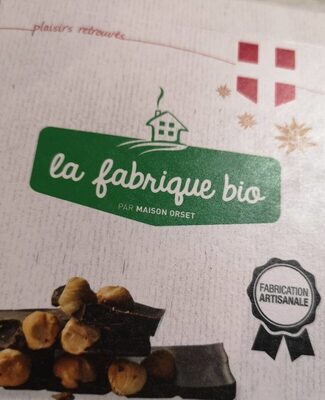 plaisirs retrouvés
la fabrique bio
PAR MAISON ORSET
FABRICATION
ARTISANALE